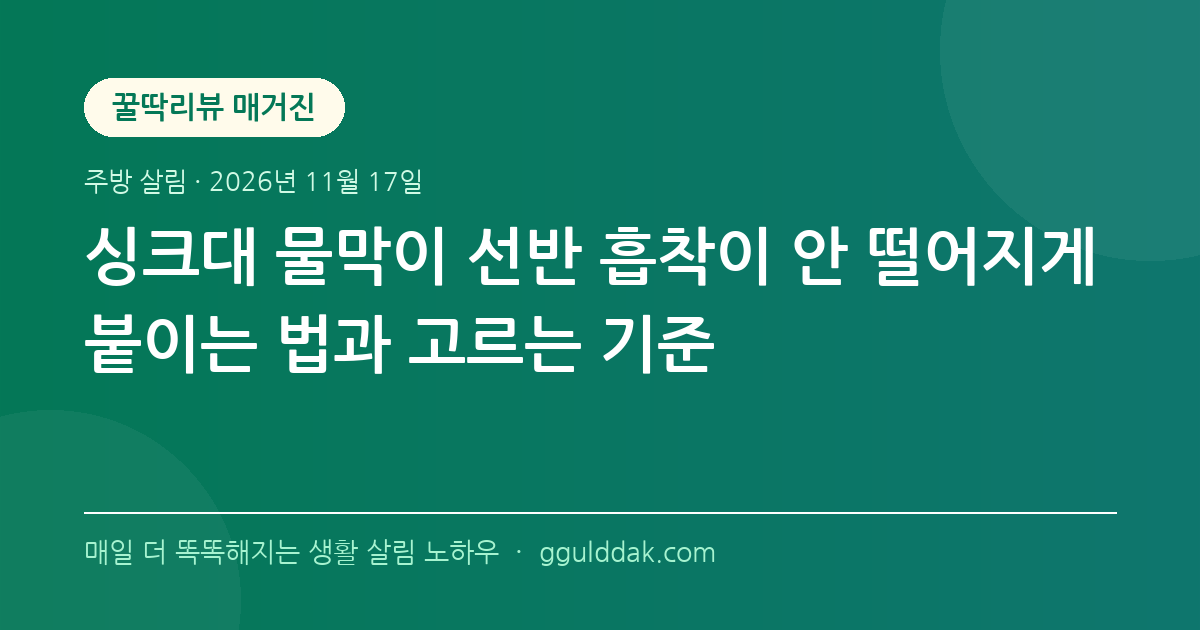 꿀딱리뷰 매거진
주방 살림 · 2026년 11월 17일
싱크대 물막이 선반 흡착이 안 떨어지게
붙이는 법과 고르는 기준
매일 더 똑똑해지는 생활 살림 노하우 · ggulddak.com